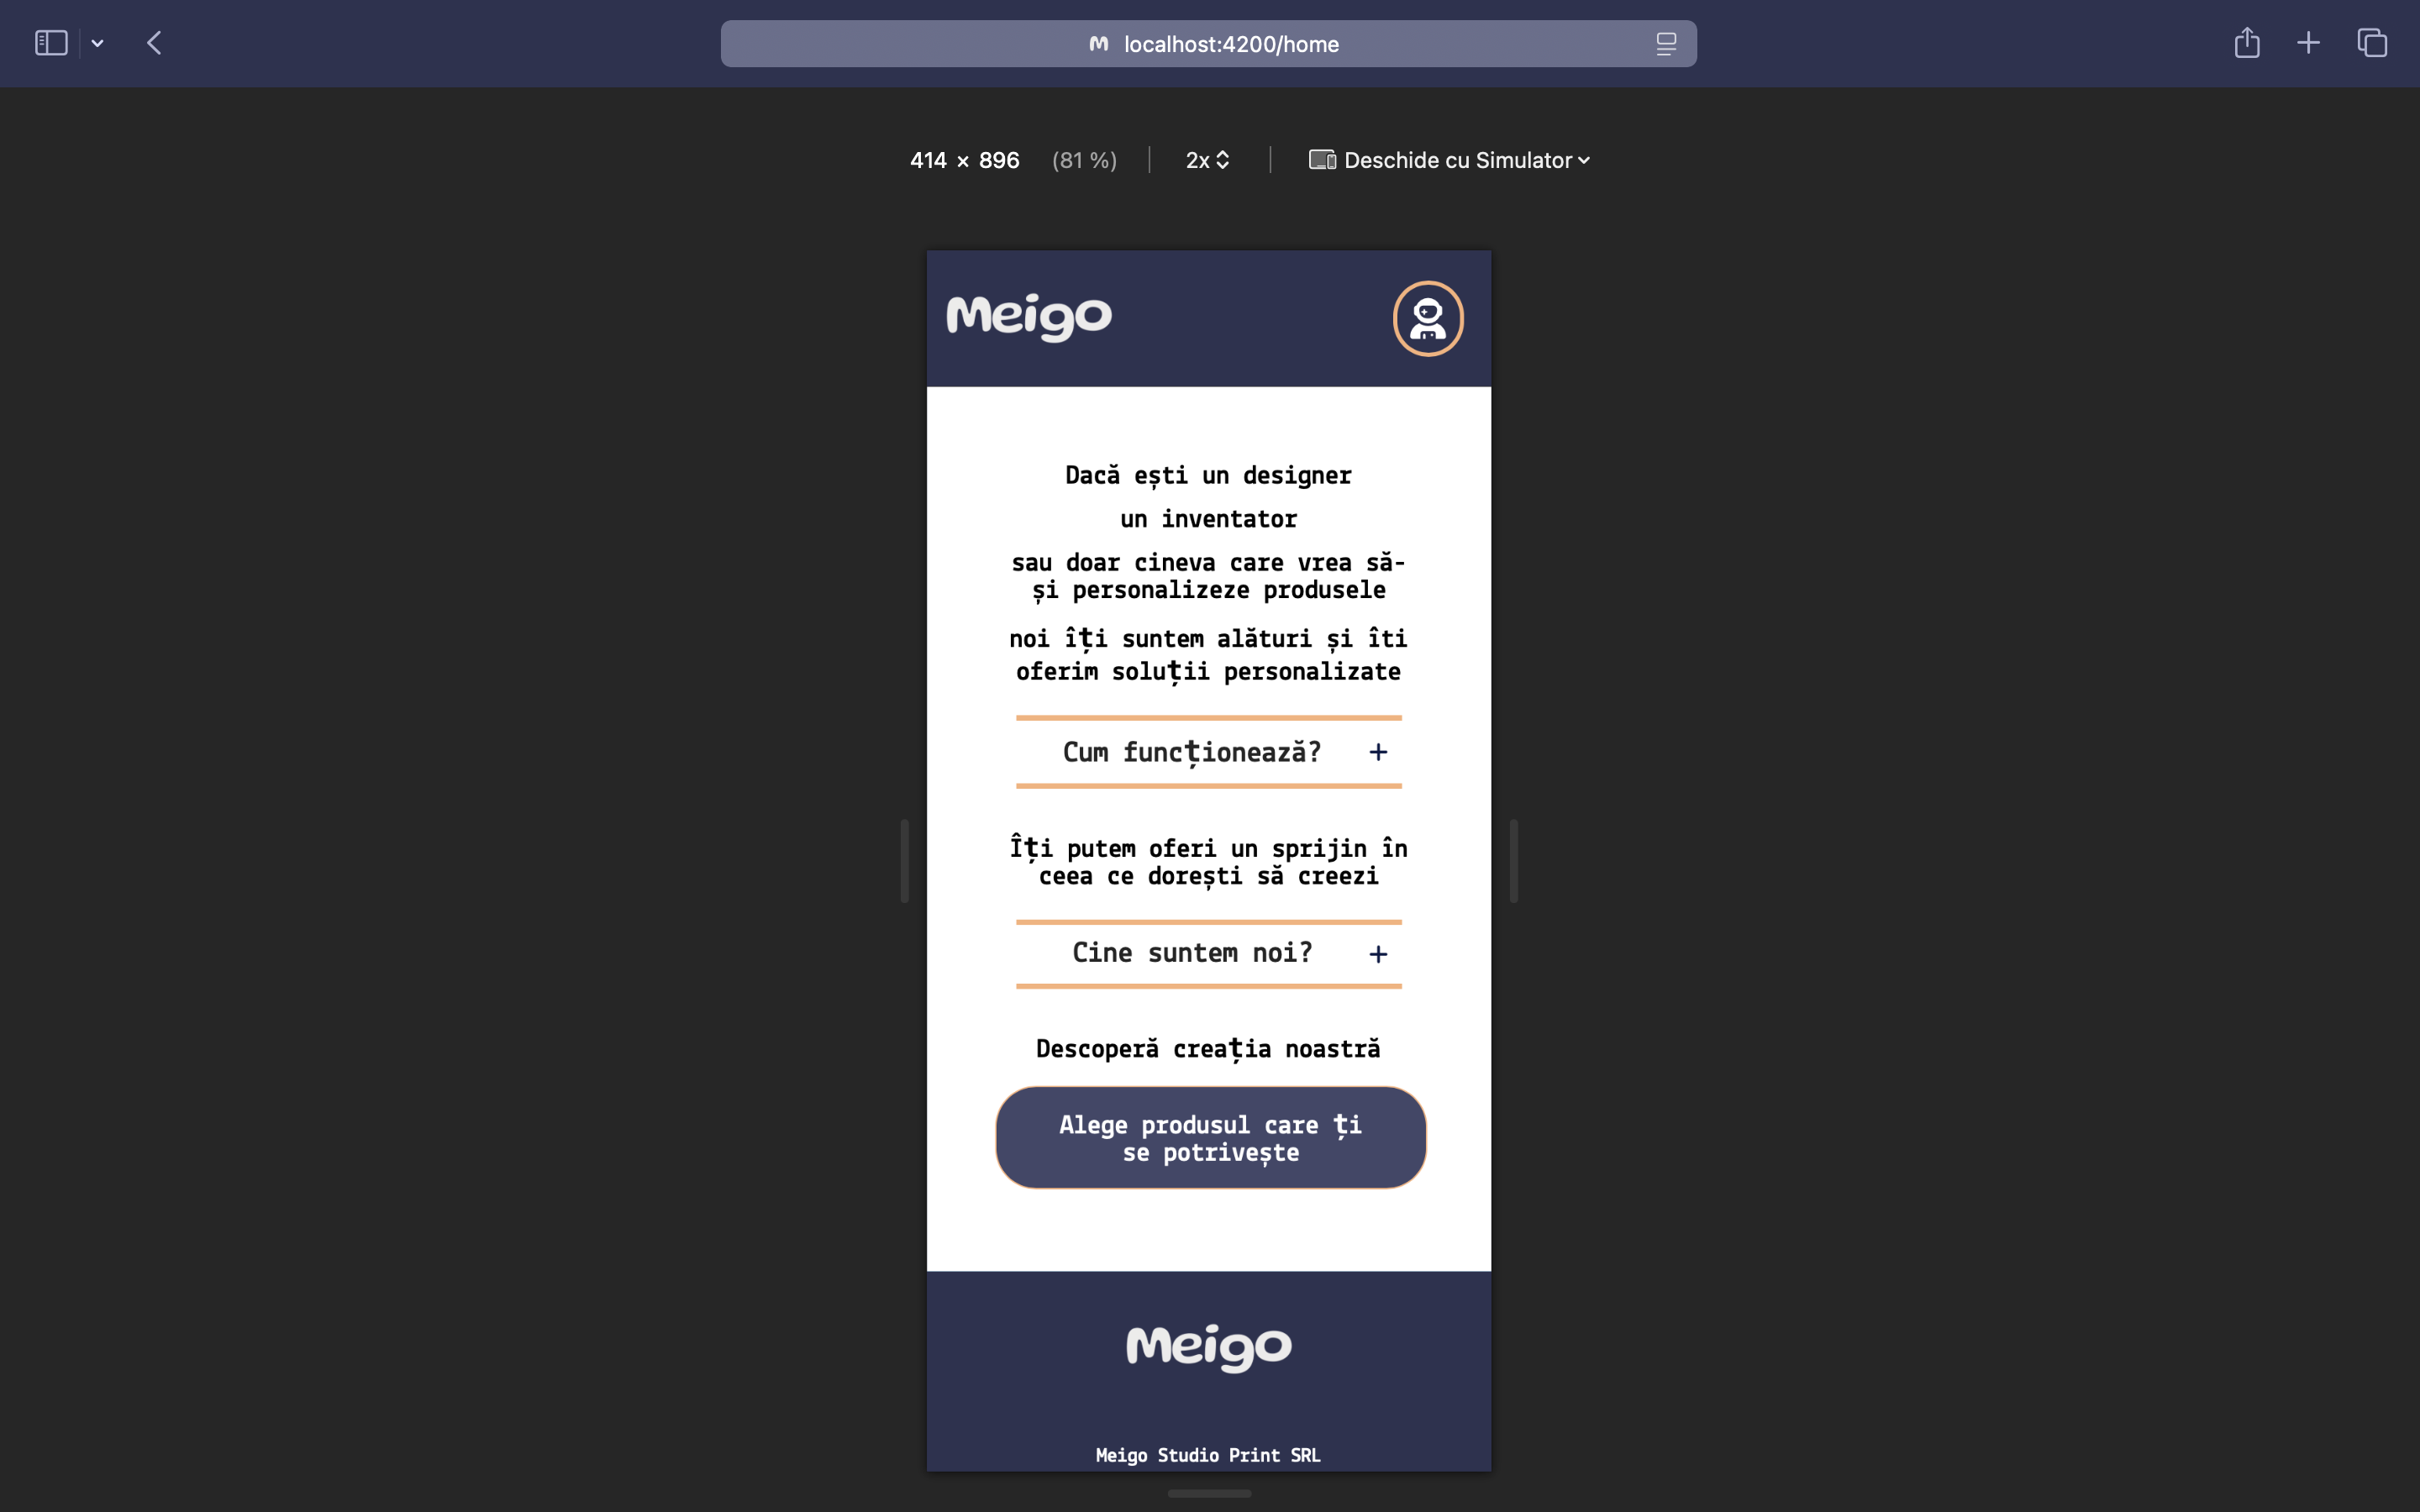 localhost:4200/home
414 × 896 (81 %) 2x Deschide cu Simulator
Meigo
Dacă ești un designer
un inventator
sau doar cineva care vrea să-
și personalizeze produsele
noi îți suntem alături și îti
oferim soluții personalizate
Cum funcționează? +
Îți putem oferi un sprijin în
ceea ce dorești să creezi
Cine suntem noi? +
Descoperă creația noastră
Alege produsul care ți
se potrivește
Meigo
Meigo Studio Print SRL